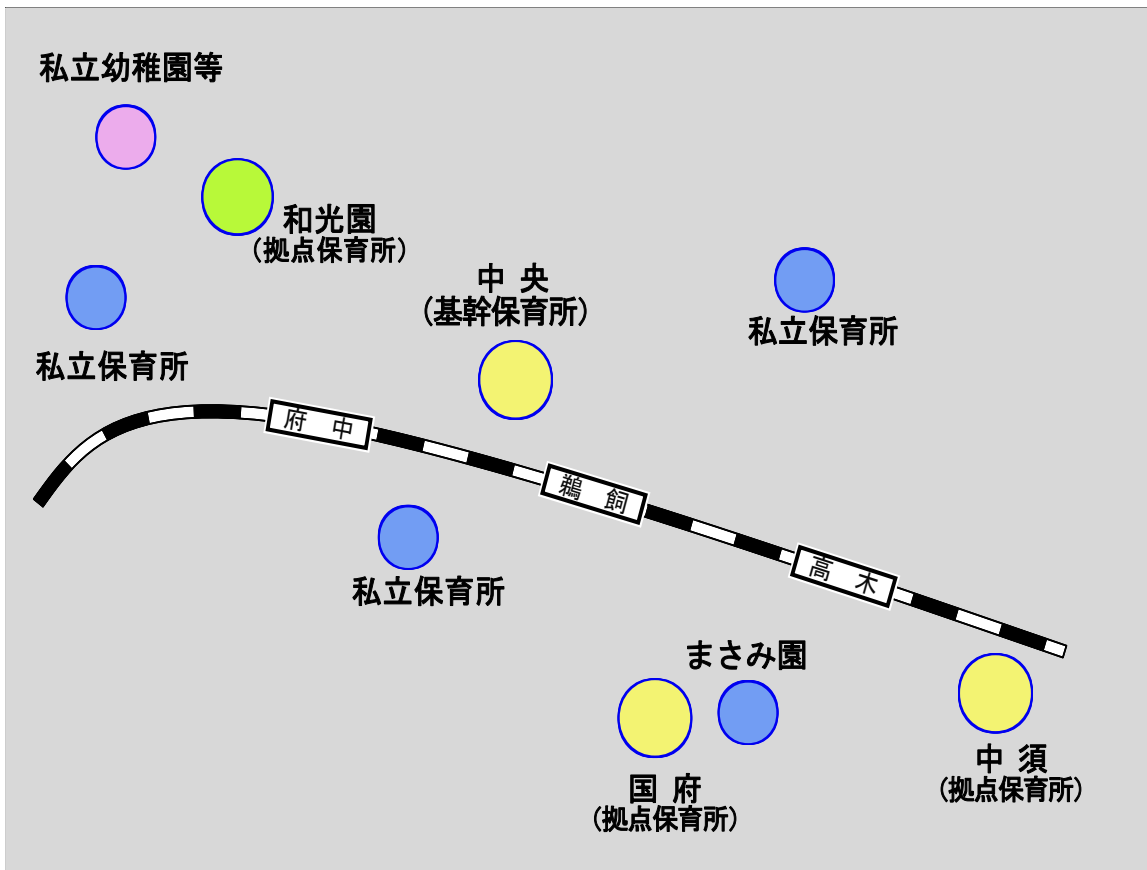 私立幼稚園等
和光園
(拠点保育所)
中 央
(基幹保育所)
私立保育所
私立保育所
府 中
鵜 飼
高 木
私立保育所
まさみ園
国 府
(拠点保育所)
中 須
(拠点保育所)